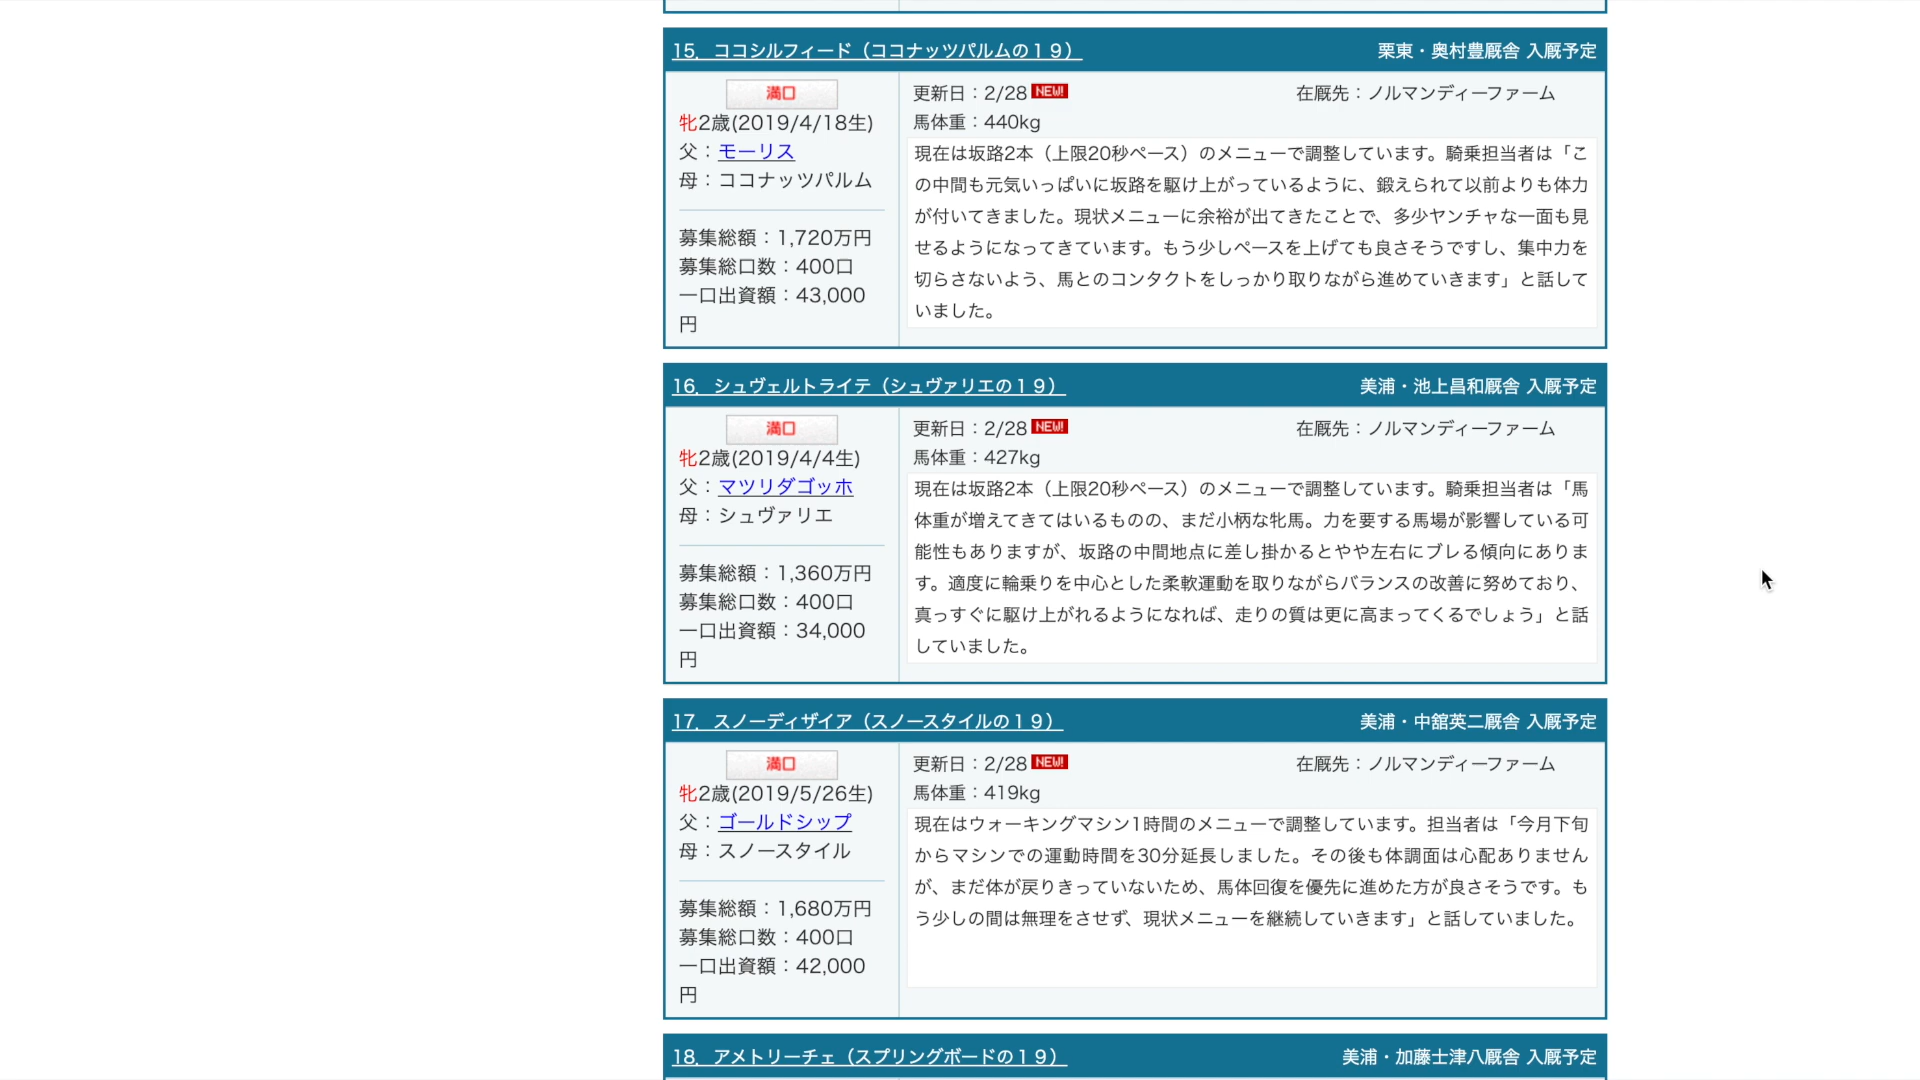 15．ココシルフィード（ココナッツパルムの１９）
栗東・奥村豊厩舎 入厩予定
満口
牝2歳(2019/4/18生)
父：モーリス
母：ココナッツパルム
募集総額：1,720万円
募集総口数：400口
一口出資額：43,000
円
更新日：2/28 NEW!
在厩先：ノルマンディーファーム
馬体重：440kg
現在は坂路2本（上限20秒ペース）のメニューで調整しています。騎乗担当者は「こ
の中間も元気いっぱいに坂路を駆け上がっているように、鍛えられて以前よりも体力
が付いてきました。現状メニューに余裕が出てきたことで、多少ヤンチャな一面も見
せるようになってきています。もう少しペースを上げても良さそうですし、集中力を
切らさないよう、馬とのコンタクトをしっかり取りながら進めていきます」と話して
いました。
16．シュヴェルトライテ（シュヴァリエの１９）
美浦・池上昌和厩舎 入厩予定
満口
牝2歳(2019/4/4生)
父：マツリダゴッホ
母：シュヴァリエ
募集総額：1,360万円
募集総口数：400口
一口出資額：34,000
円
更新日：2/28 NEW!
在厩先：ノルマンディーファーム
馬体重：427kg
現在は坂路2本（上限20秒ペース）のメニューで調整しています。騎乗担当者は「馬
体重が増えてきてはいるものの、まだ小柄な牝馬。力を要する馬場が影響している可
能性もありますが、坂路の中間地点に差し掛かるとやや左右にブレる傾向にありま
す。適度に輪乗りを中心とした柔軟運動を取りながらバランスの改善に努めており、
真っすぐに駆け上がれるようになれば、走りの質は更に高まってくるでしょう」と話
していました。
17．スノーディザイア（スノースタイルの１９）
美浦・中舘英二厩舎 入厩予定
満口
牝2歳(2019/5/26生)
父：ゴールドシップ
母：スノースタイル
募集総額：1,680万円
募集総口数：400口
一口出資額：42,000
円
更新日：2/28 NEW!
在厩先：ノルマンディーファーム
馬体重：419kg
現在はウォーキングマシン1時間のメニューで調整しています。担当者は「今月下旬
からマシンでの運動時間を30分延長しました。その後も体調面は心配ありません
が、まだ体が戻りきっていないため、馬体回復を優先に進めた方が良さそうです。も
う少しの間は無理をさせず、現状メニューを継続していきます」と話していました。
18．アメトリーチェ（スプリングボードの１９）
美浦・加藤士津八厩舎 入厩予定